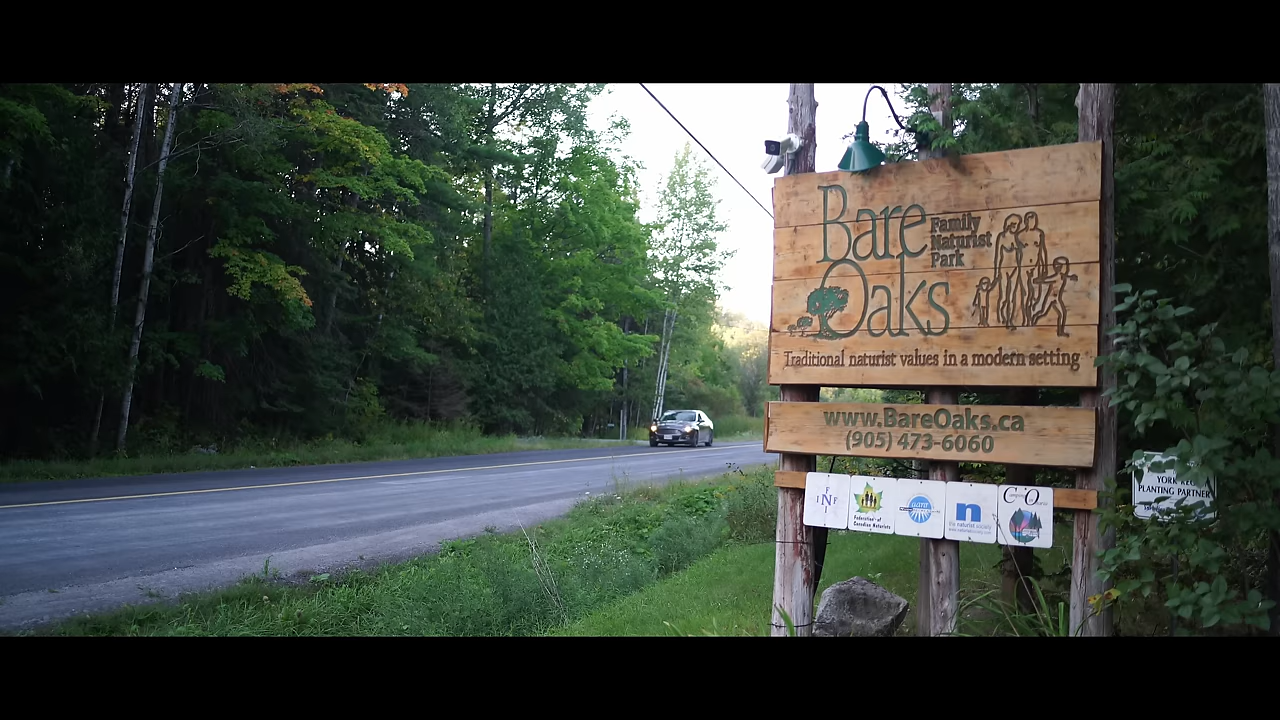 Bare
Family
Naturist
Park
Oaks
Traditional naturist values in a modern setting
www.BareOaks.ca
(905) 473-6060
INF
Federation of
Canadian Naturists
aanr
n
the naturist society
YORK
PLANTING PARTNER